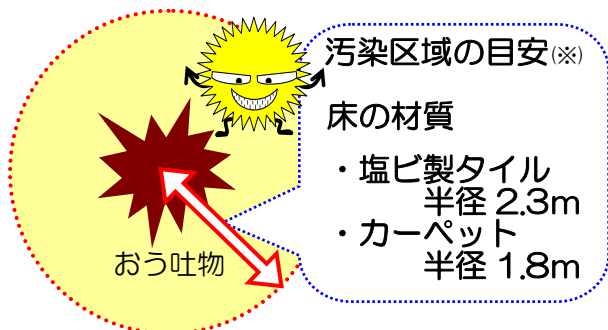 汚染区域の目安(※)
床の材質
・塩ビ製タイル
半径 2.3m
・カーペット
半径 1.8m
おう吐物